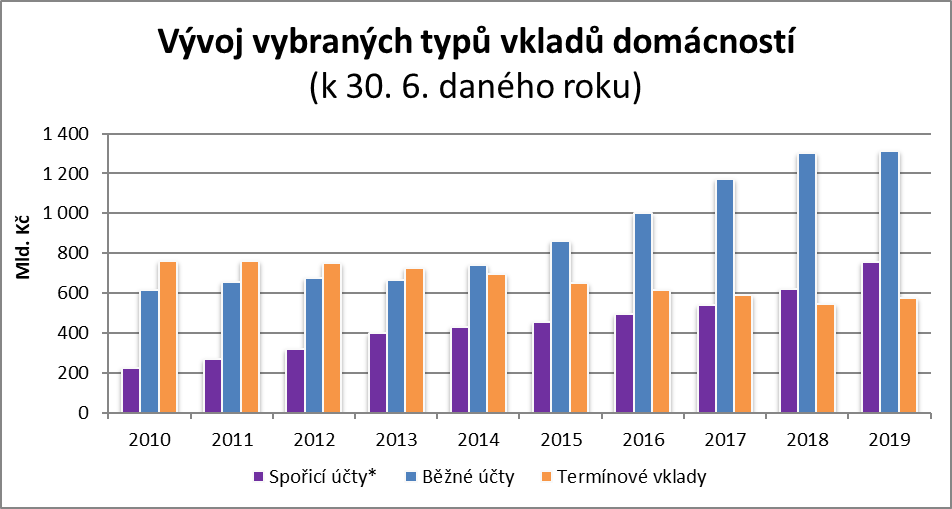 Vývoj vybraných typů vkladů domácností
(k 30. 6. daného roku)
Mld. Kč
1 400
1 200
1 000
800
600
400
200
0
2010 2011 2012 2013 2014 2015 2016 2017 2018 2019
Spořicí účty* Běžné účty Termínové vklady